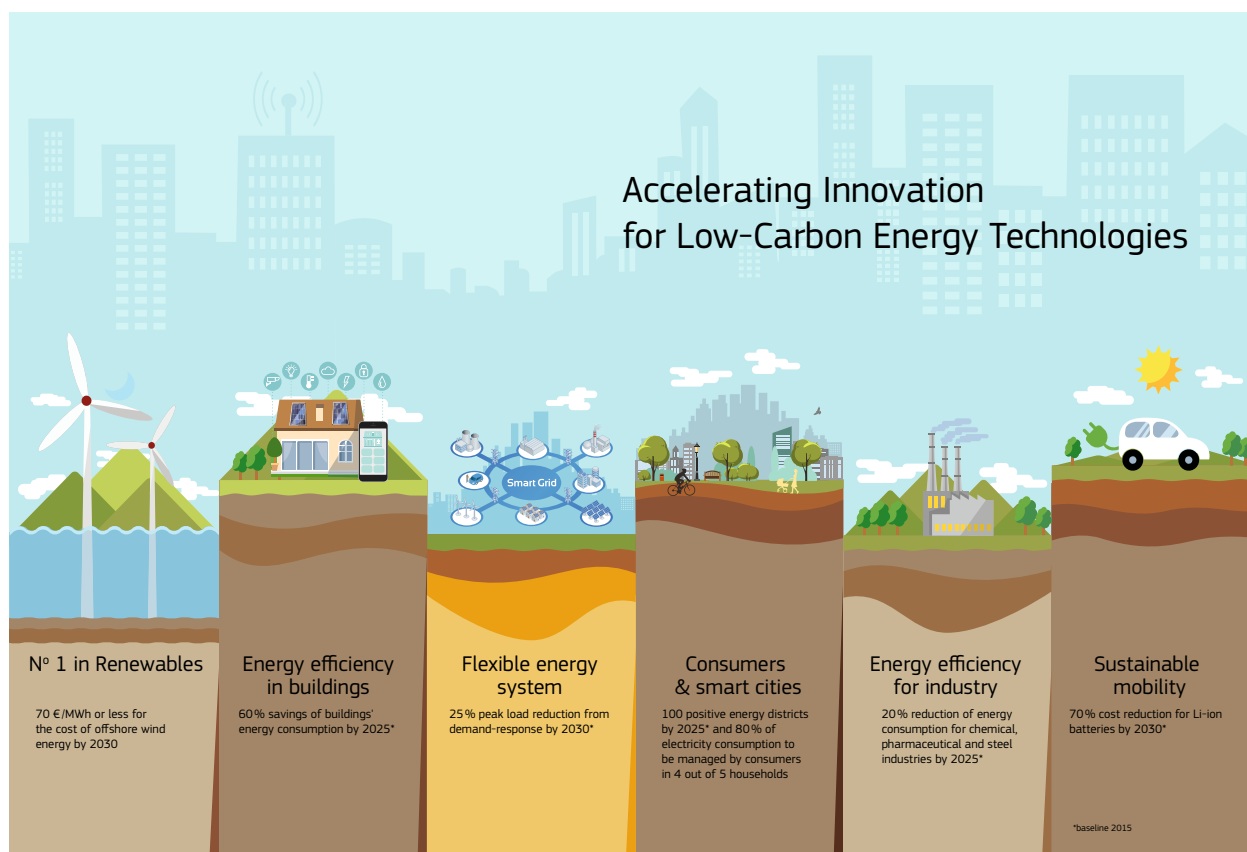 Accelerating Innovation
for Low-Carbon Energy Technologies
Smart Grid
Nº 1 in Renewables
70 €/MWh or less for
the cost of offshore wind
energy by 2030
Energy efficiency
in buildings
60% savings of buildings'
energy consumption by 2025*
Flexible energy
system
25% peak load reduction from
demand-response by 2030*
Consumers
& smart cities
100 positive energy districts
by 2025* and 80% of
electricity consumption to
be managed by consumers
in 4 out of 5 households
Energy efficiency
for industry
20% reduction of energy
consumption for chemical,
pharmaceutical and steel
industries by 2025*
Sustainable
mobility
70% cost reduction for Li-ion
batteries by 2030*
*baseline 2015